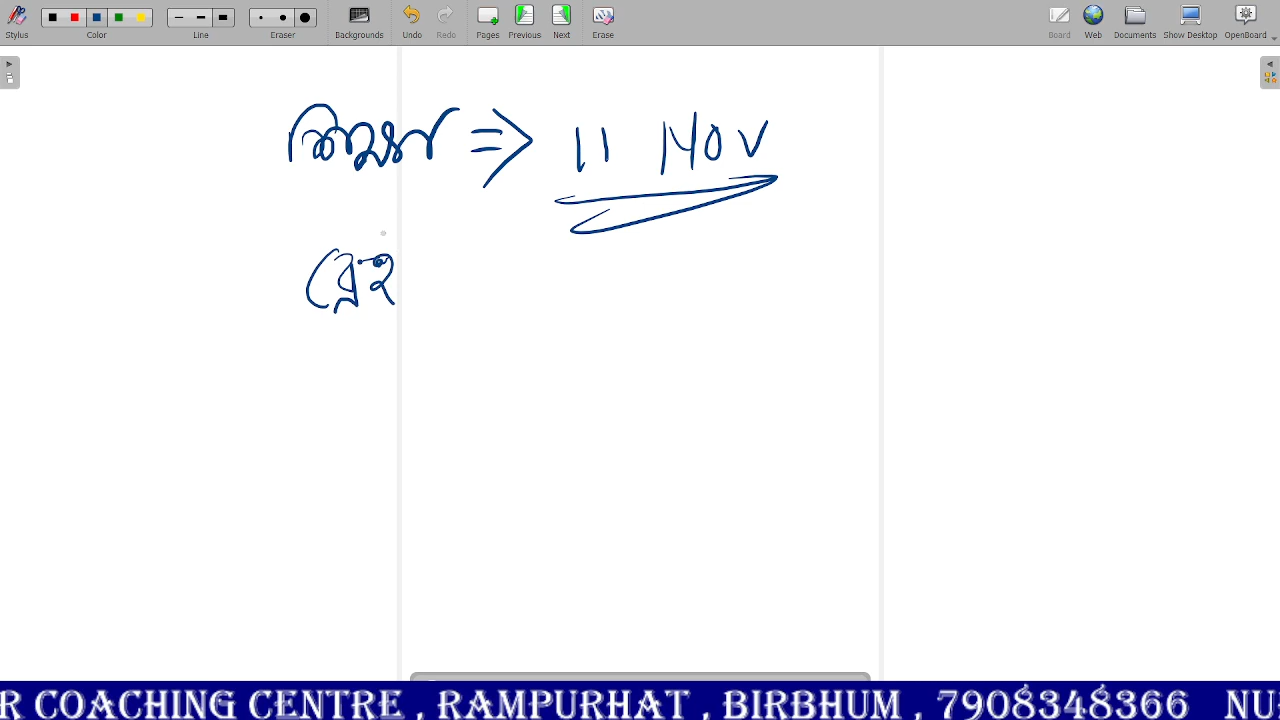 Stylus Color Line Eraser Backgrounds Undo Redo Pages Previous Next Erase Board Web Documents Show Desktop OpenBoard
⇒ 11 NOV
R COACHING CENTRE , RAMPURHAT , BIRBHUM , 7908348366 NU